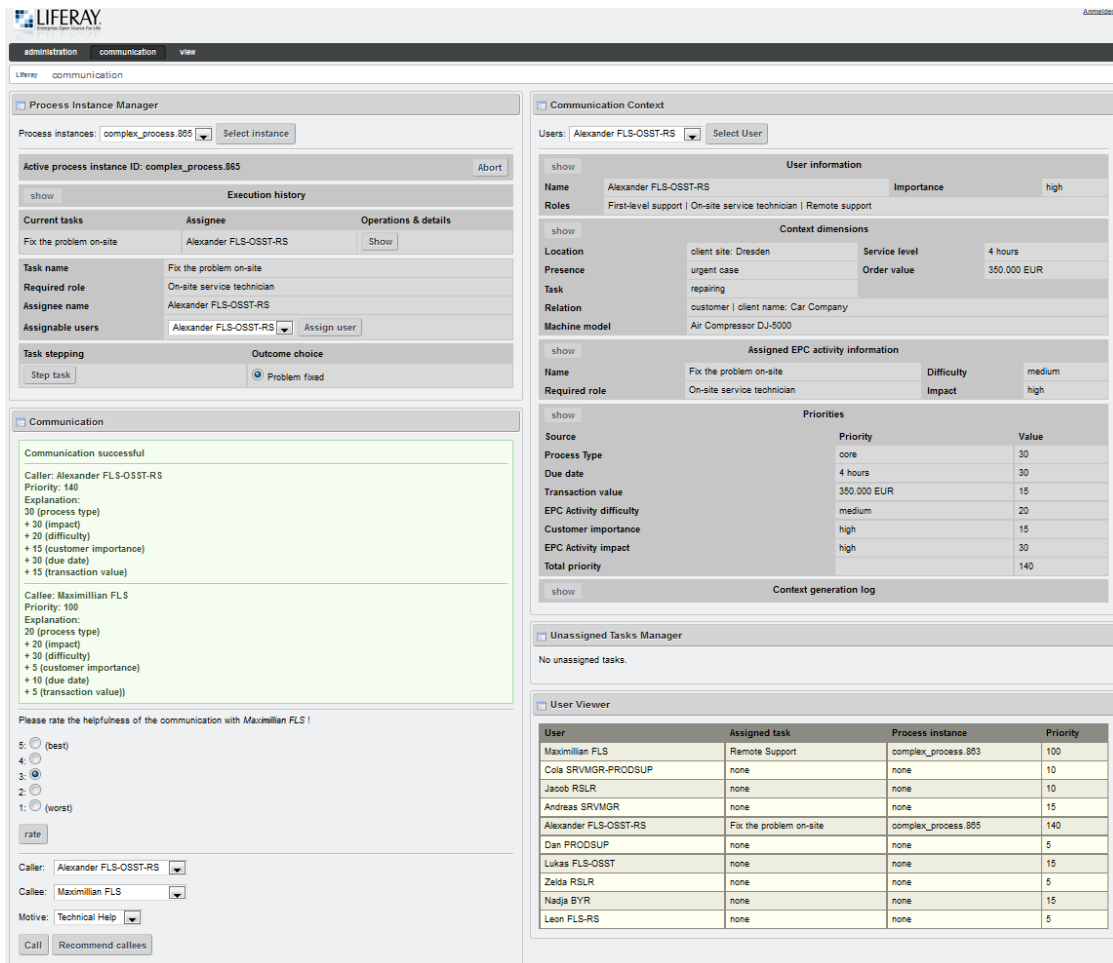 LIFERAY.
Enterprise Open Source For Life
Anmelden
administration communication view
Liferay communication
Process Instance Manager
Process instances: complex_process.865 Select instance
Active process instance ID: complex_process.865 Abort
show Execution history
Current tasks Assignee Operations & details
Fix the problem on-site Alexander FLS-OSST-RS Show
Task name Fix the problem on-site
Required role On-site service technician
Assignee name Alexander FLS-OSST-RS
Assignable users Alexander FLS-OSST-RS Assign user
Task stepping Outcome choice
Step task Problem fixed
Communication
Communication successful
Caller: Alexander FLS-OSST-RS
Priority: 140
Explanation:
30 (process type)
+ 30 (impact)
+ 20 (difficulty)
+ 15 (customer importance)
+ 30 (due date)
+ 15 (transaction value)
Callee: Maximillian FLS
Priority: 100
Explanation:
20 (process type)
+ 20 (impact)
+ 30 (difficulty)
+ 5 (customer importance)
+ 10 (due date)
+ 5 (transaction value))
Please rate the helpfulness of the communication with Maximillian FLS !
5: (best)
4:
3:
2:
1: (worst)
rate
Caller: Alexander FLS-OSST-RS
Callee: Maximillian FLS
Motive: Technical Help
Call Recommend callees
Communication Context
Users: Alexander FLS-OSST-RS Select User
show User information
Name Alexander FLS-OSST-RS Importance high
Roles First-level support | On-site service technician | Remote support
show Context dimensions
Location client site: Dresden Service level 4 hours
Presence urgent case Order value 350.000 EUR
Task repairing
Relation customer | client name: Car Company
Machine model Air Compressor DJ-5000
show Assigned EPC activity information
Name Fix the problem on-site Difficulty medium
Required role On-site service technician Impact high
show Priorities
Source Priority Value
Process Type core 30
Due date 4 hours 30
Transaction value 350.000 EUR 15
EPC Activity difficulty medium 20
Customer importance high 15
EPC Activity impact high 30
Total priority 140
show Context generation log
Unassigned Tasks Manager
No unassigned tasks.
User Viewer
User Assigned task Process instance Priority
Maximillian FLS Remote Support complex_process.863 100
Cola SRVMGR-PRODSUP none none 10
Jacob RSLR none none 10
Andreas SRVMGR none none 15
Alexander FLS-OSST-RS Fix the problem on-site complex_process.865 140
Dan PRODSUP none none 5
Lukas FLS-OSST none none 15
Zelda RSLR none none 5
Nadja BYR none none 15
Leon FLS-RS none none 5